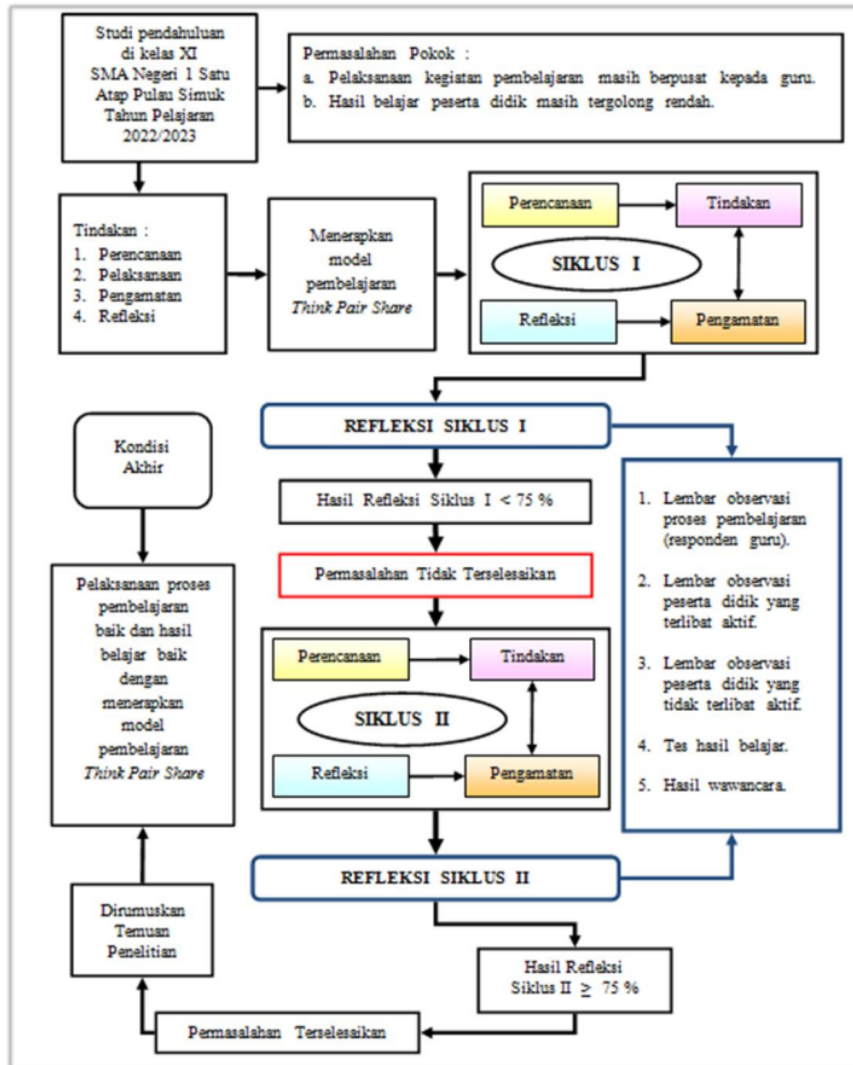 Studi pendahuluan
di kelas XI
SMA Negeri 1 Satu
Atap Pulau Simuk
Tahun Pelajaran
2022/2023
Permasalahan Pokok :
a. Pelaksanaan kegiatan pembelajaran masih berpusat kepada guru.
b. Hasil belajar peserta didik masih tergolong rendah.
Tindakan :
1. Perencanaan
2. Pelaksanaan
3. Pengamatan
4. Refleksi
Menerapkan
model
pembelajaran
Think Pair Share
Perencanaan
Tindakan
SIKLUS I
Refleksi
Pengamatan
REFLEKSI SIKLUS I
Hasil Refleksi Siklus I < 75 %
Permasalahan Tidak Terselesaikan
Perencanaan
Tindakan
SIKLUS II
Refleksi
Pengamatan
REFLEKSI SIKLUS II
1. Lembar observasi
proses pembelajaran
(responden guru).
2. Lembar observasi
peserta didik yang
terlibat aktif.
3. Lembar observasi
peserta didik yang
tidak terlibat aktif.
4. Tes hasil belajar.
5. Hasil wawancara.
Hasil Refleksi
Siklus II ≥ 75 %
Permasalahan Terselesaikan
Dirumuskan
Temuan
Penelitian
Pelaksanaan proses
pembelajaran
baik dan hasil
belajar baik
dengan
menerapkan
model
pembelajaran
Think Pair Share
Kondisi
Akhir